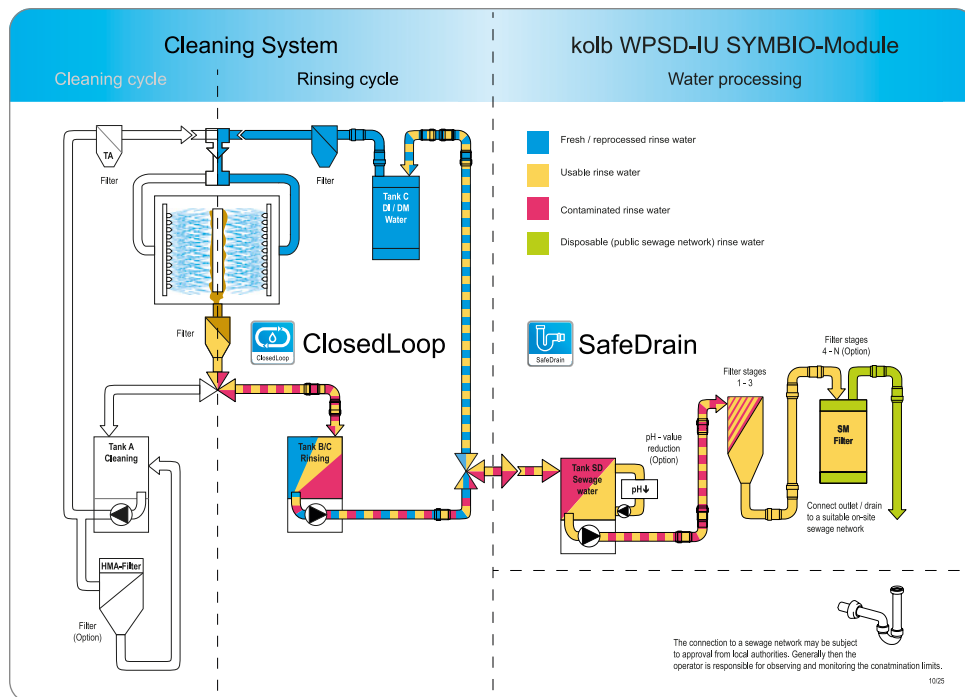 Cleaning System
kolb WPSD-IU SYMBIO-Module
Cleaning cycle
Rinsing cycle
Water processing
TA
Filter
Filter
Tank C
DI / DM
Water
Fresh / reprocessed rinse water
Usable rinse water
Contaminated rinse water
Disposable (public sewage network) rinse water
Filter
ClosedLoop
ClosedLoop
SafeDrain
SafeDrain
Filter stages
4 - N (Option)
Filter stages
1 - 3
Tank A
Cleaning
Tank B/C
Rinsing
pH - value
reduction
(Option)
SM
Filter
Tank SD
Sewage
water
pH
Connect outlet / drain
to a suitable on-site
sewage network
HMA-Filter
Filter
(Option)
The connection to a sewage network may be subject
to approval from local authorities. Generally then the
operator is responsible for observing and monitoring the conatmination limits.
10/25